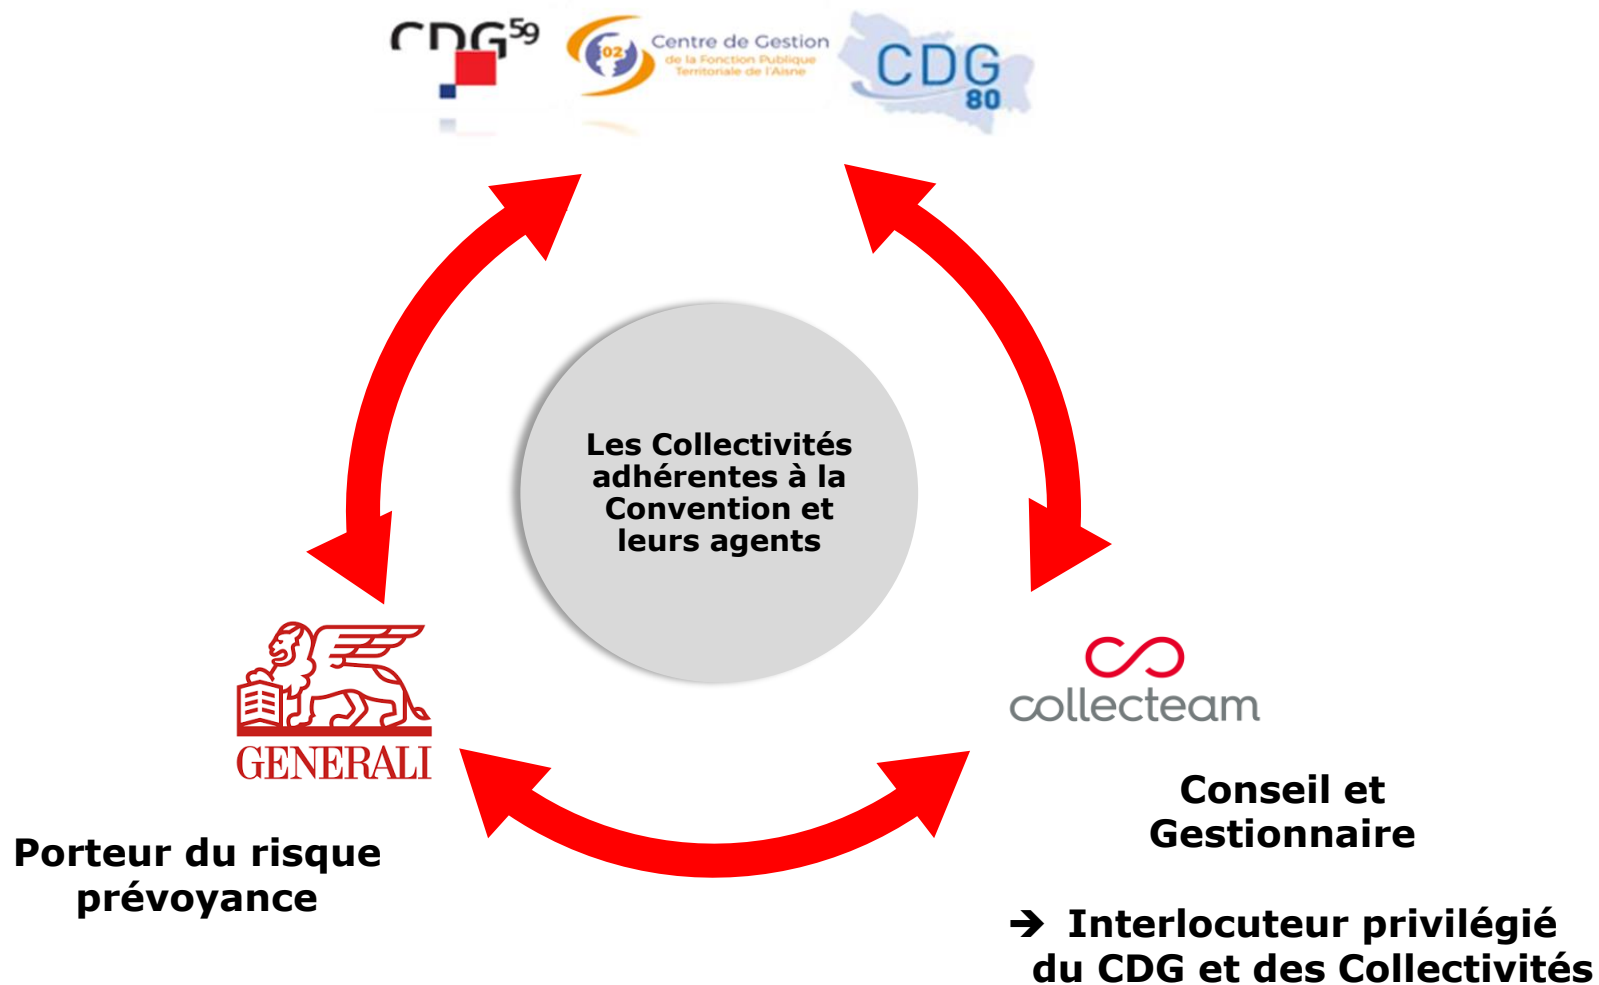 CDG59
02
Centre de Gestion
de la Fonction Publique
Territoriale de l'Aisne
CDG
80
Les Collectivités
adhérentes à la
Convention et
leurs agents
GENERALI
collecteam
Porteur du risque
prévoyance
Conseil et
Gestionnaire
➔ Interlocuteur privilégié
du CDG et des Collectivités